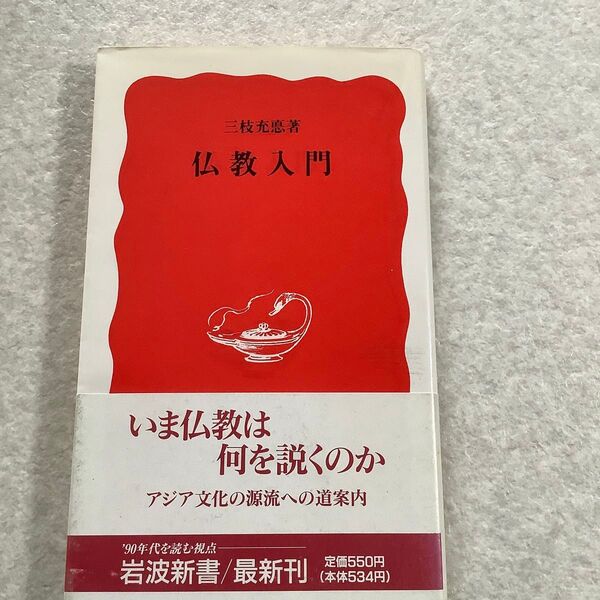 三枝充悳著
仏教入門
いま仏教は
何を説くのか
アジア文化の源流への道案内
'90年代を読む視点
岩波新書/最新刊
定価550円
(本体534円)